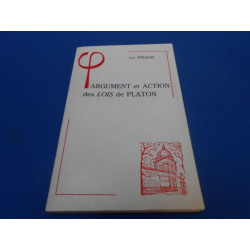 Leo STRAUSS
ARGUMENT et ACTION
des LOIS de PLATON